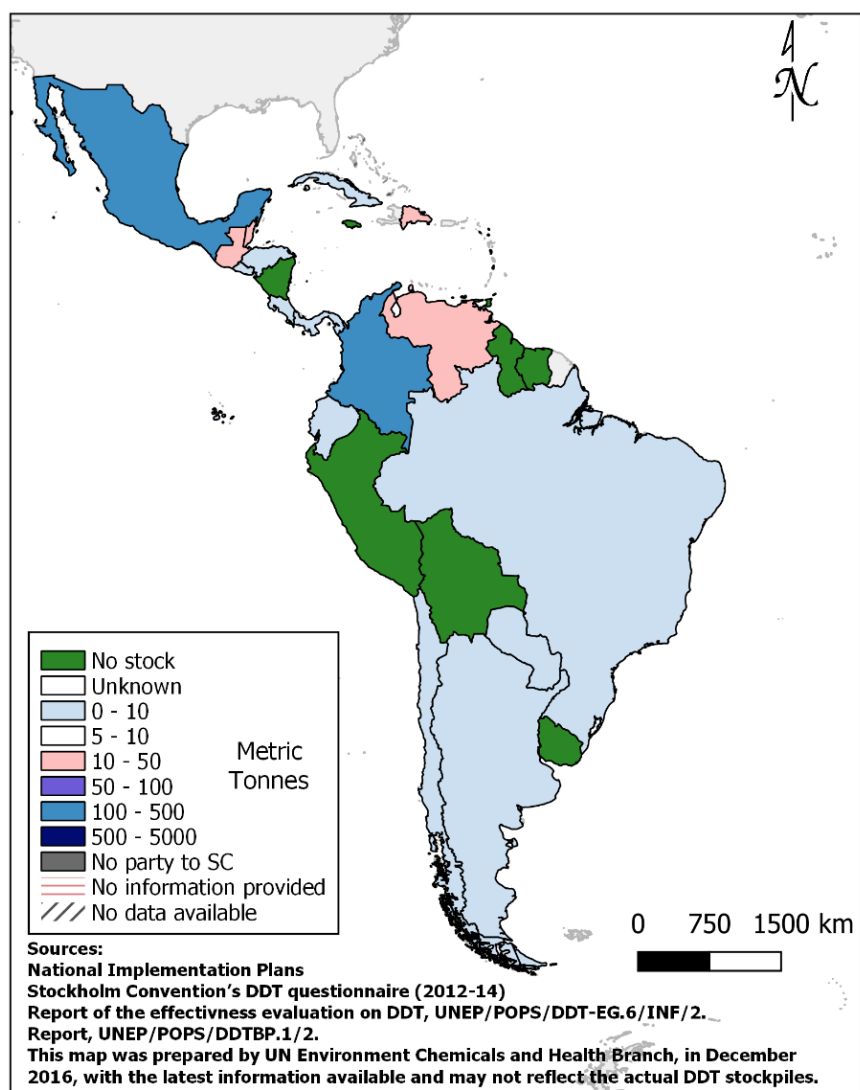 N
No stock
Unknown
0 - 10
5 - 10
10 - 50
50 - 100
100 - 500
500 - 5000
No party to SC
No information provided
No data available
Metric
Tonnes
0 750 1500 km
Sources:
National Implementation Plans
Stockholm Convention's DDT questionnaire (2012-14)
Report of the effectivness evaluation on DDT, UNEP/POPS/DDT-EG.6/INF/2.
Report, UNEP/POPS/DDTBP.1/2.
This map was prepared by UN Environment Chemicals and Health Branch, in December
2016, with the latest information available and may not reflect the actual DDT stockpiles.